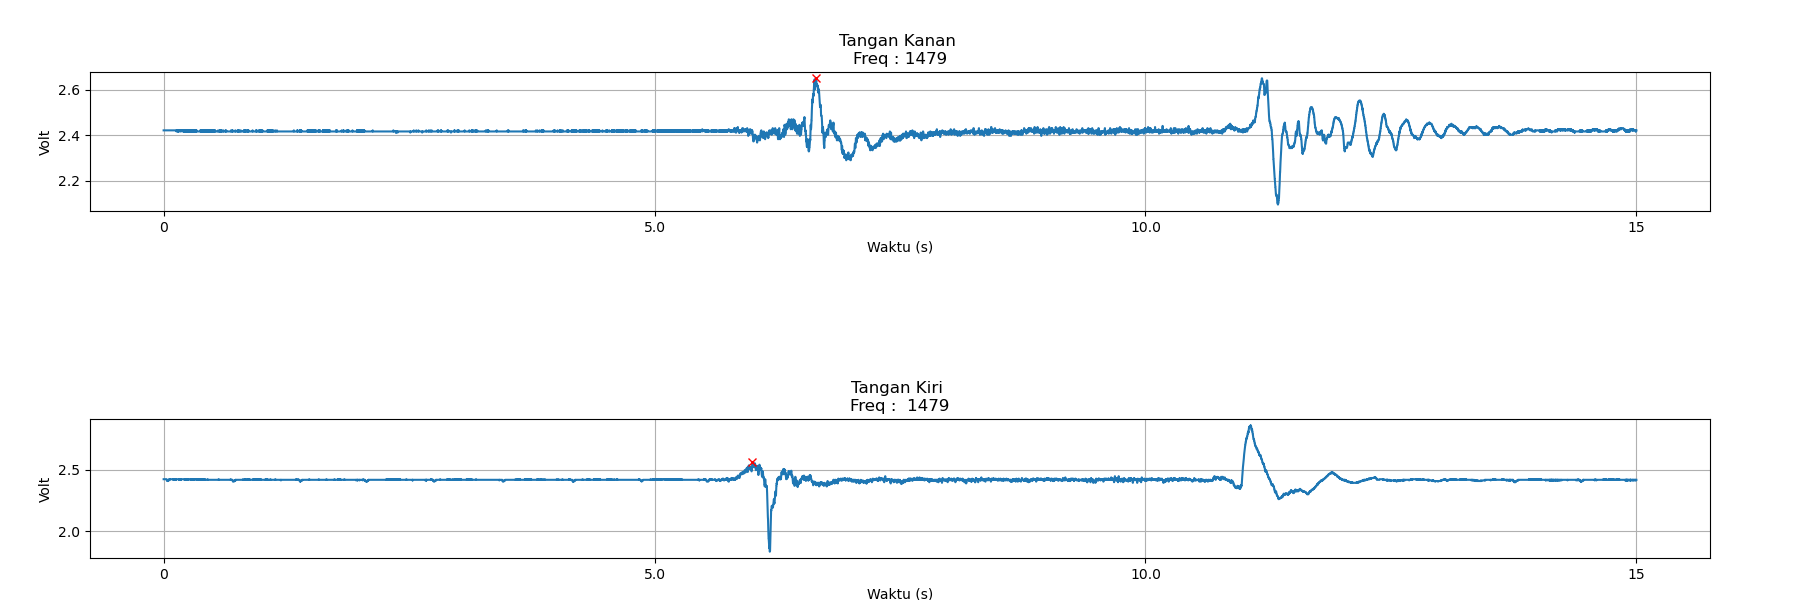 Tangan Kanan
Freq : 1479
Volt
2.6
2.4
2.2
0 5.0 10.0 15
Waktu (s)
Tangan Kiri
Freq :  1479
Volt
2.5
2.0
0 5.0 10.0 15
Waktu (s)